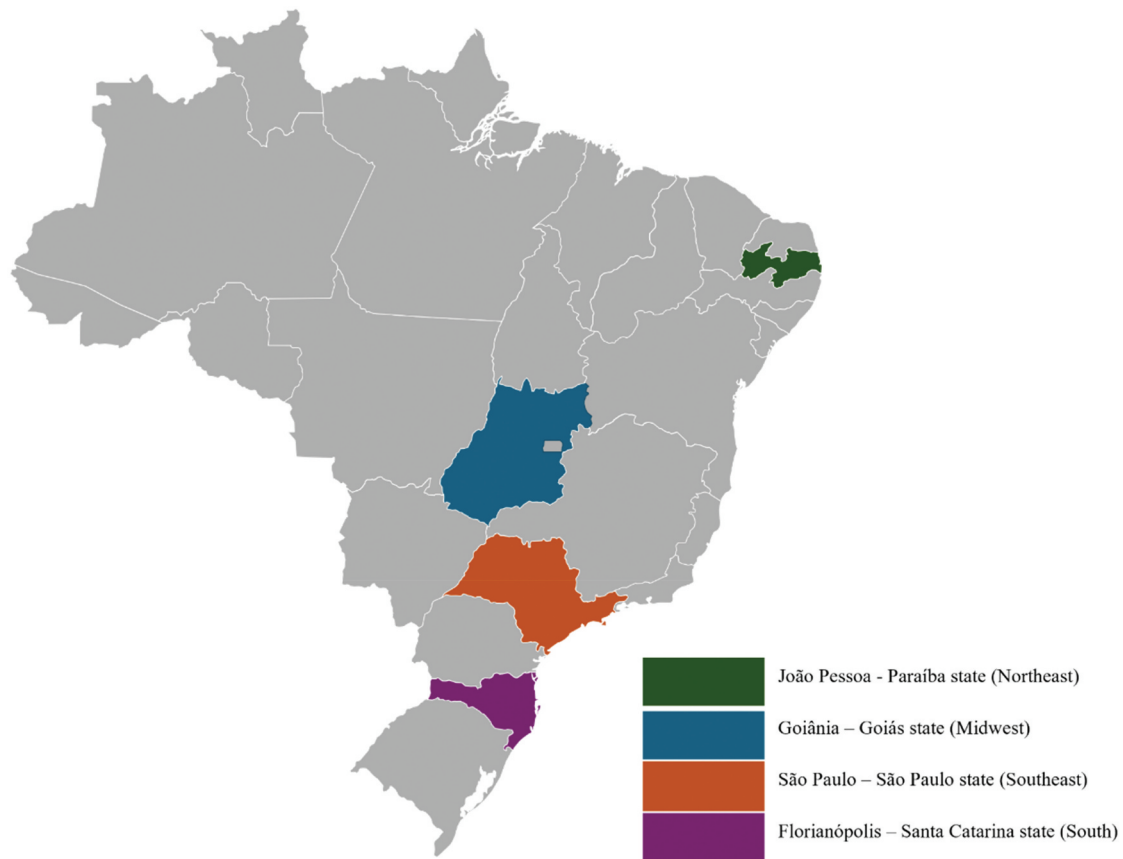 João Pessoa - Paraíba state (Northeast)
Goiânia – Goiás state (Midwest)
São Paulo – São Paulo state (Southeast)
Florianópolis – Santa Catarina state (South)